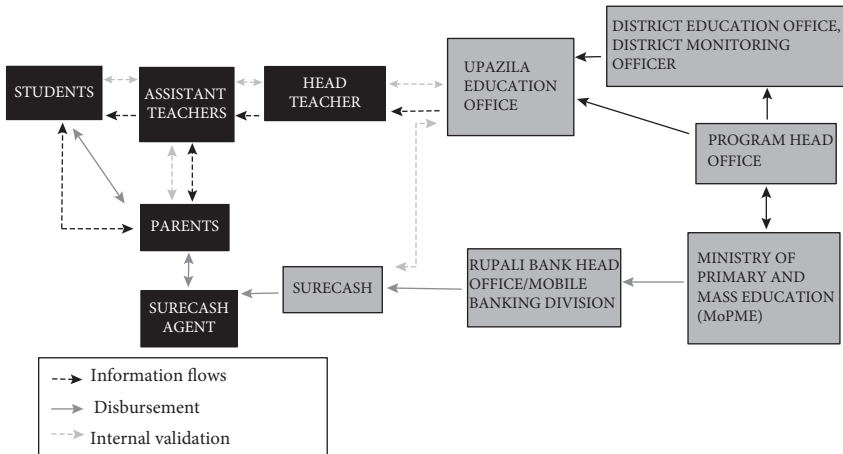 DISTRICT EDUCATION OFFICE,
DISTRICT MONITORING
OFFICER
UPAZILA
EDUCATION
OFFICE
HEAD
TEACHER
ASSISTANT
TEACHERS
STUDENTS
PROGRAM HEAD
OFFICE
PARENTS
MINISTRY OF
PRIMARY AND
MASS EDUCATION
(MoPME)
RUPALI BANK HEAD
OFFICE/MOBILE
BANKING DIVISION
SURECASH
SURECASH
AGENT
Information flows
Disbursement
Internal validation